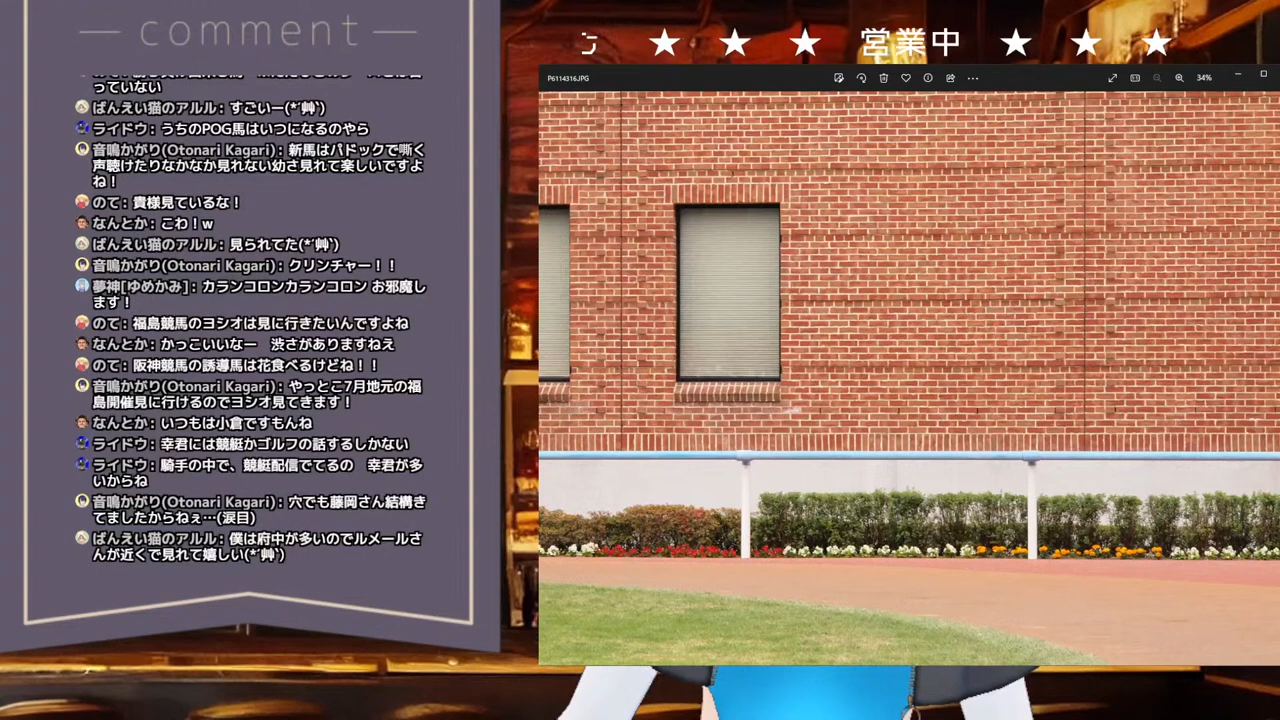 comment
っていない
ばんえい猫のアルル: すごいー(*´艸`)
ライドウ: うちのPOG馬はいつになるのやら
音鳴かがり(Otonari Kagari): 新馬はパドックで嘶く
声聴けたりなかなか見れない幼さ見れて楽しいですよ
ね！
のて: 貴様見ているな！
なんとか: こわ！w
ばんえい猫のアルル: 見られてた(*´艸`)
音鳴かがり(Otonari Kagari): クリンチャー！！
夢神[ゆめかみ]: カランコロンカランコロン お邪魔し
ます！
のて: 福島競馬のヨシオは見に行きたいんですよね
なんとか: かっこいいなー　渋さがありますねえ
のて: 阪神競馬の誘導馬は花食べるけどね！！
音鳴かがり(Otonari Kagari): やっとこ7月地元の福
島開催見に行けるのでヨシオ見てきます！
なんとか: いつもは小倉ですもんね
ライドウ: 幸君には競艇かゴルフの話するしかない
ライドウ: 騎手の中で、競艇配信でてるの　幸君が多
いからね
音鳴かがり(Otonari Kagari): 穴でも藤岡さん結構き
てましたからねぇ…(涙目)
ばんえい猫のアルル: 僕は府中が多いのでルメールさ
んが近くで見れて嬉しい(*´艸`)
★ ★ ★ 営業中 ★ ★ ★
P6114316JPG
34%